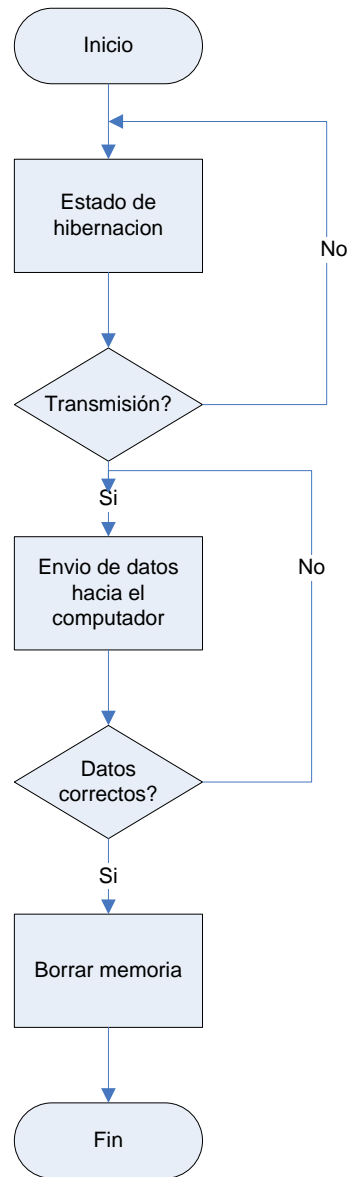 Inicio
Estado de
hibernacion
No
Transmisión?
Si
Envio de datos
hacia el
computador
No
Datos
correctos?
Si
Borrar memoria
Fin